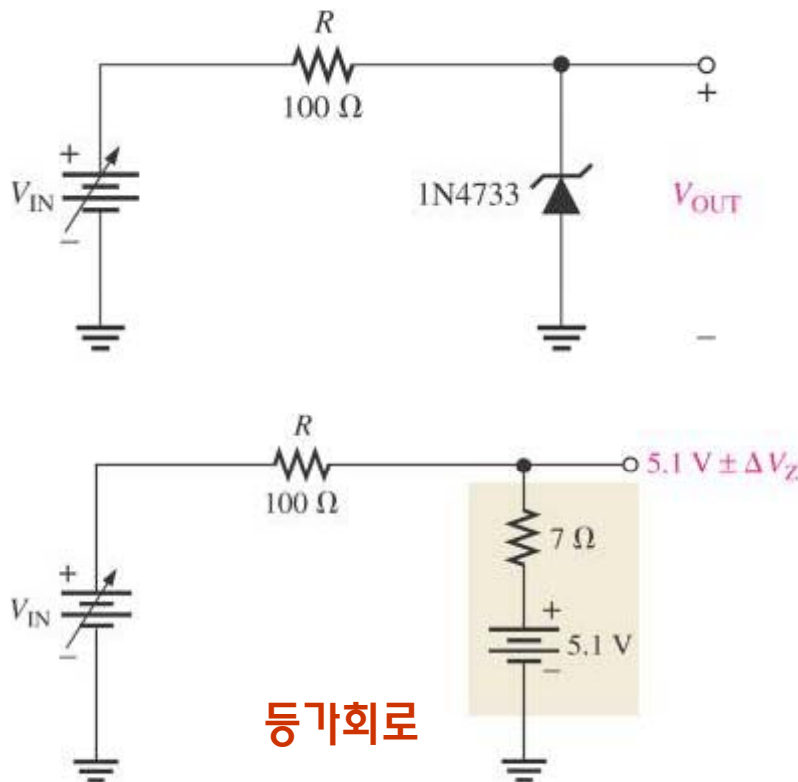 R
100 Ω
+
+
V_IN
1N4733
V_OUT
−
−
R
5.1 V ± ΔV_Z
100 Ω
7 Ω
+
+
V_IN
5.1 V
−
−
등가회로